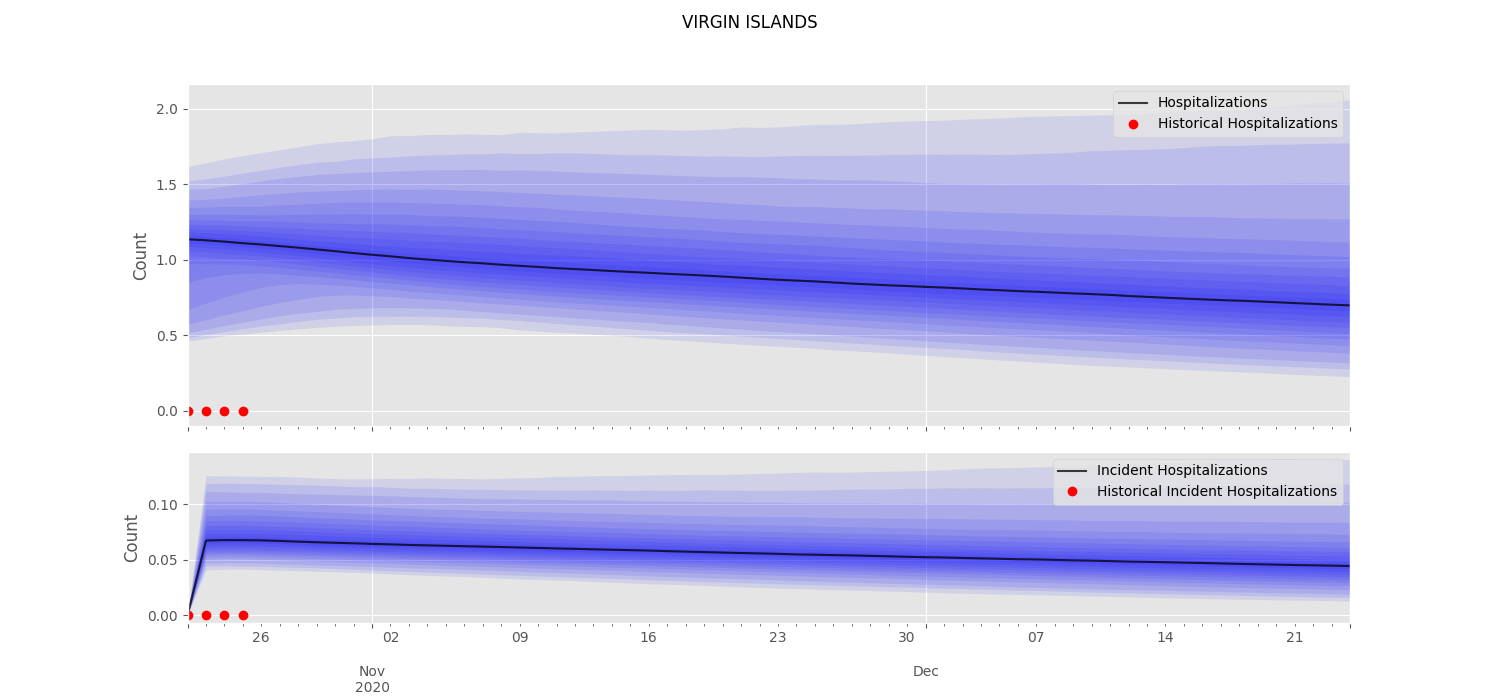 VIRGIN ISLANDS
Hospitalizations
Historical Hospitalizations
Count
2.0
1.5
1.0
0.5
0.0
Incident Hospitalizations
Historical Incident Hospitalizations
Count
0.10
0.05
0.00
26 02 09 16 23 30 07 14 21
Nov Dec
2020